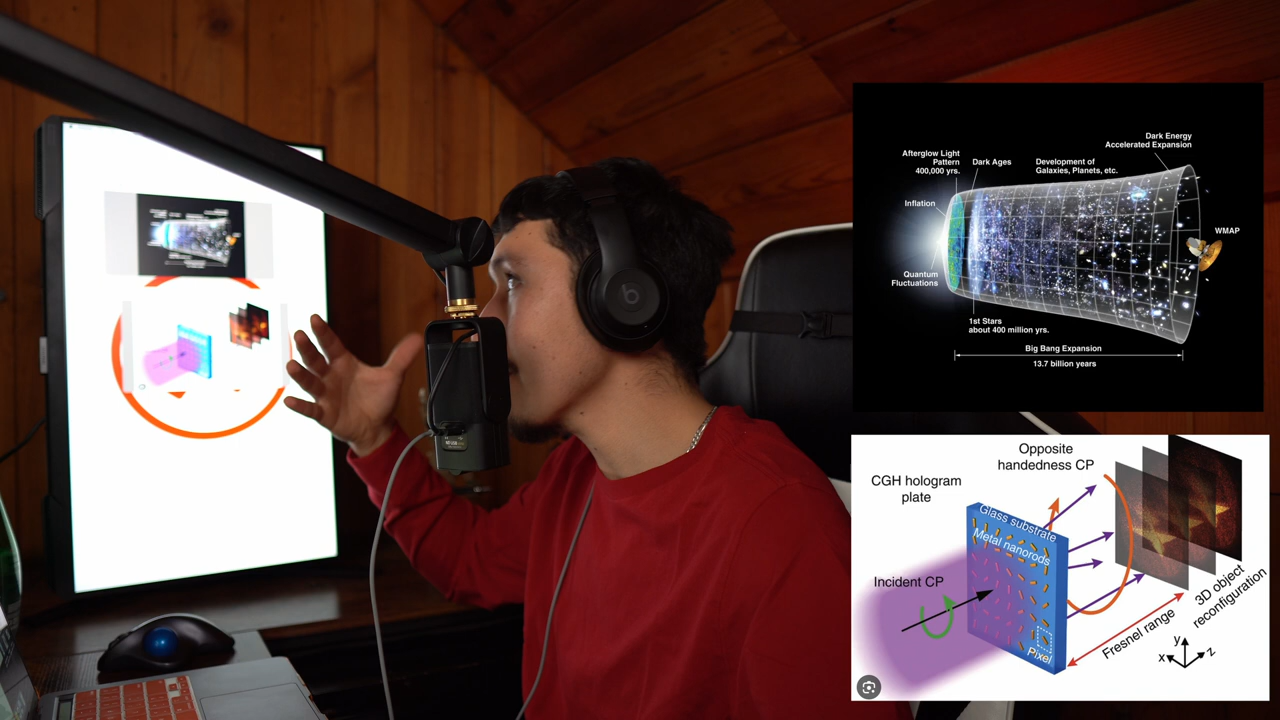 Dark Energy
Accelerated Expansion
Afterglow Light
Pattern
400,000 yrs.
Dark Ages
Development of
Galaxies, Planets, etc.
Inflation
WMAP
Quantum
Fluctuations
1st Stars
about 400 million yrs.
Big Bang Expansion
13.7 billion years
Opposite
handedness CP
CGH hologram
plate
Glass substrate
Metal nanorods
Incident CP
Pixel
Fresnel range
3D object
reconfiguration
y
x
z
b